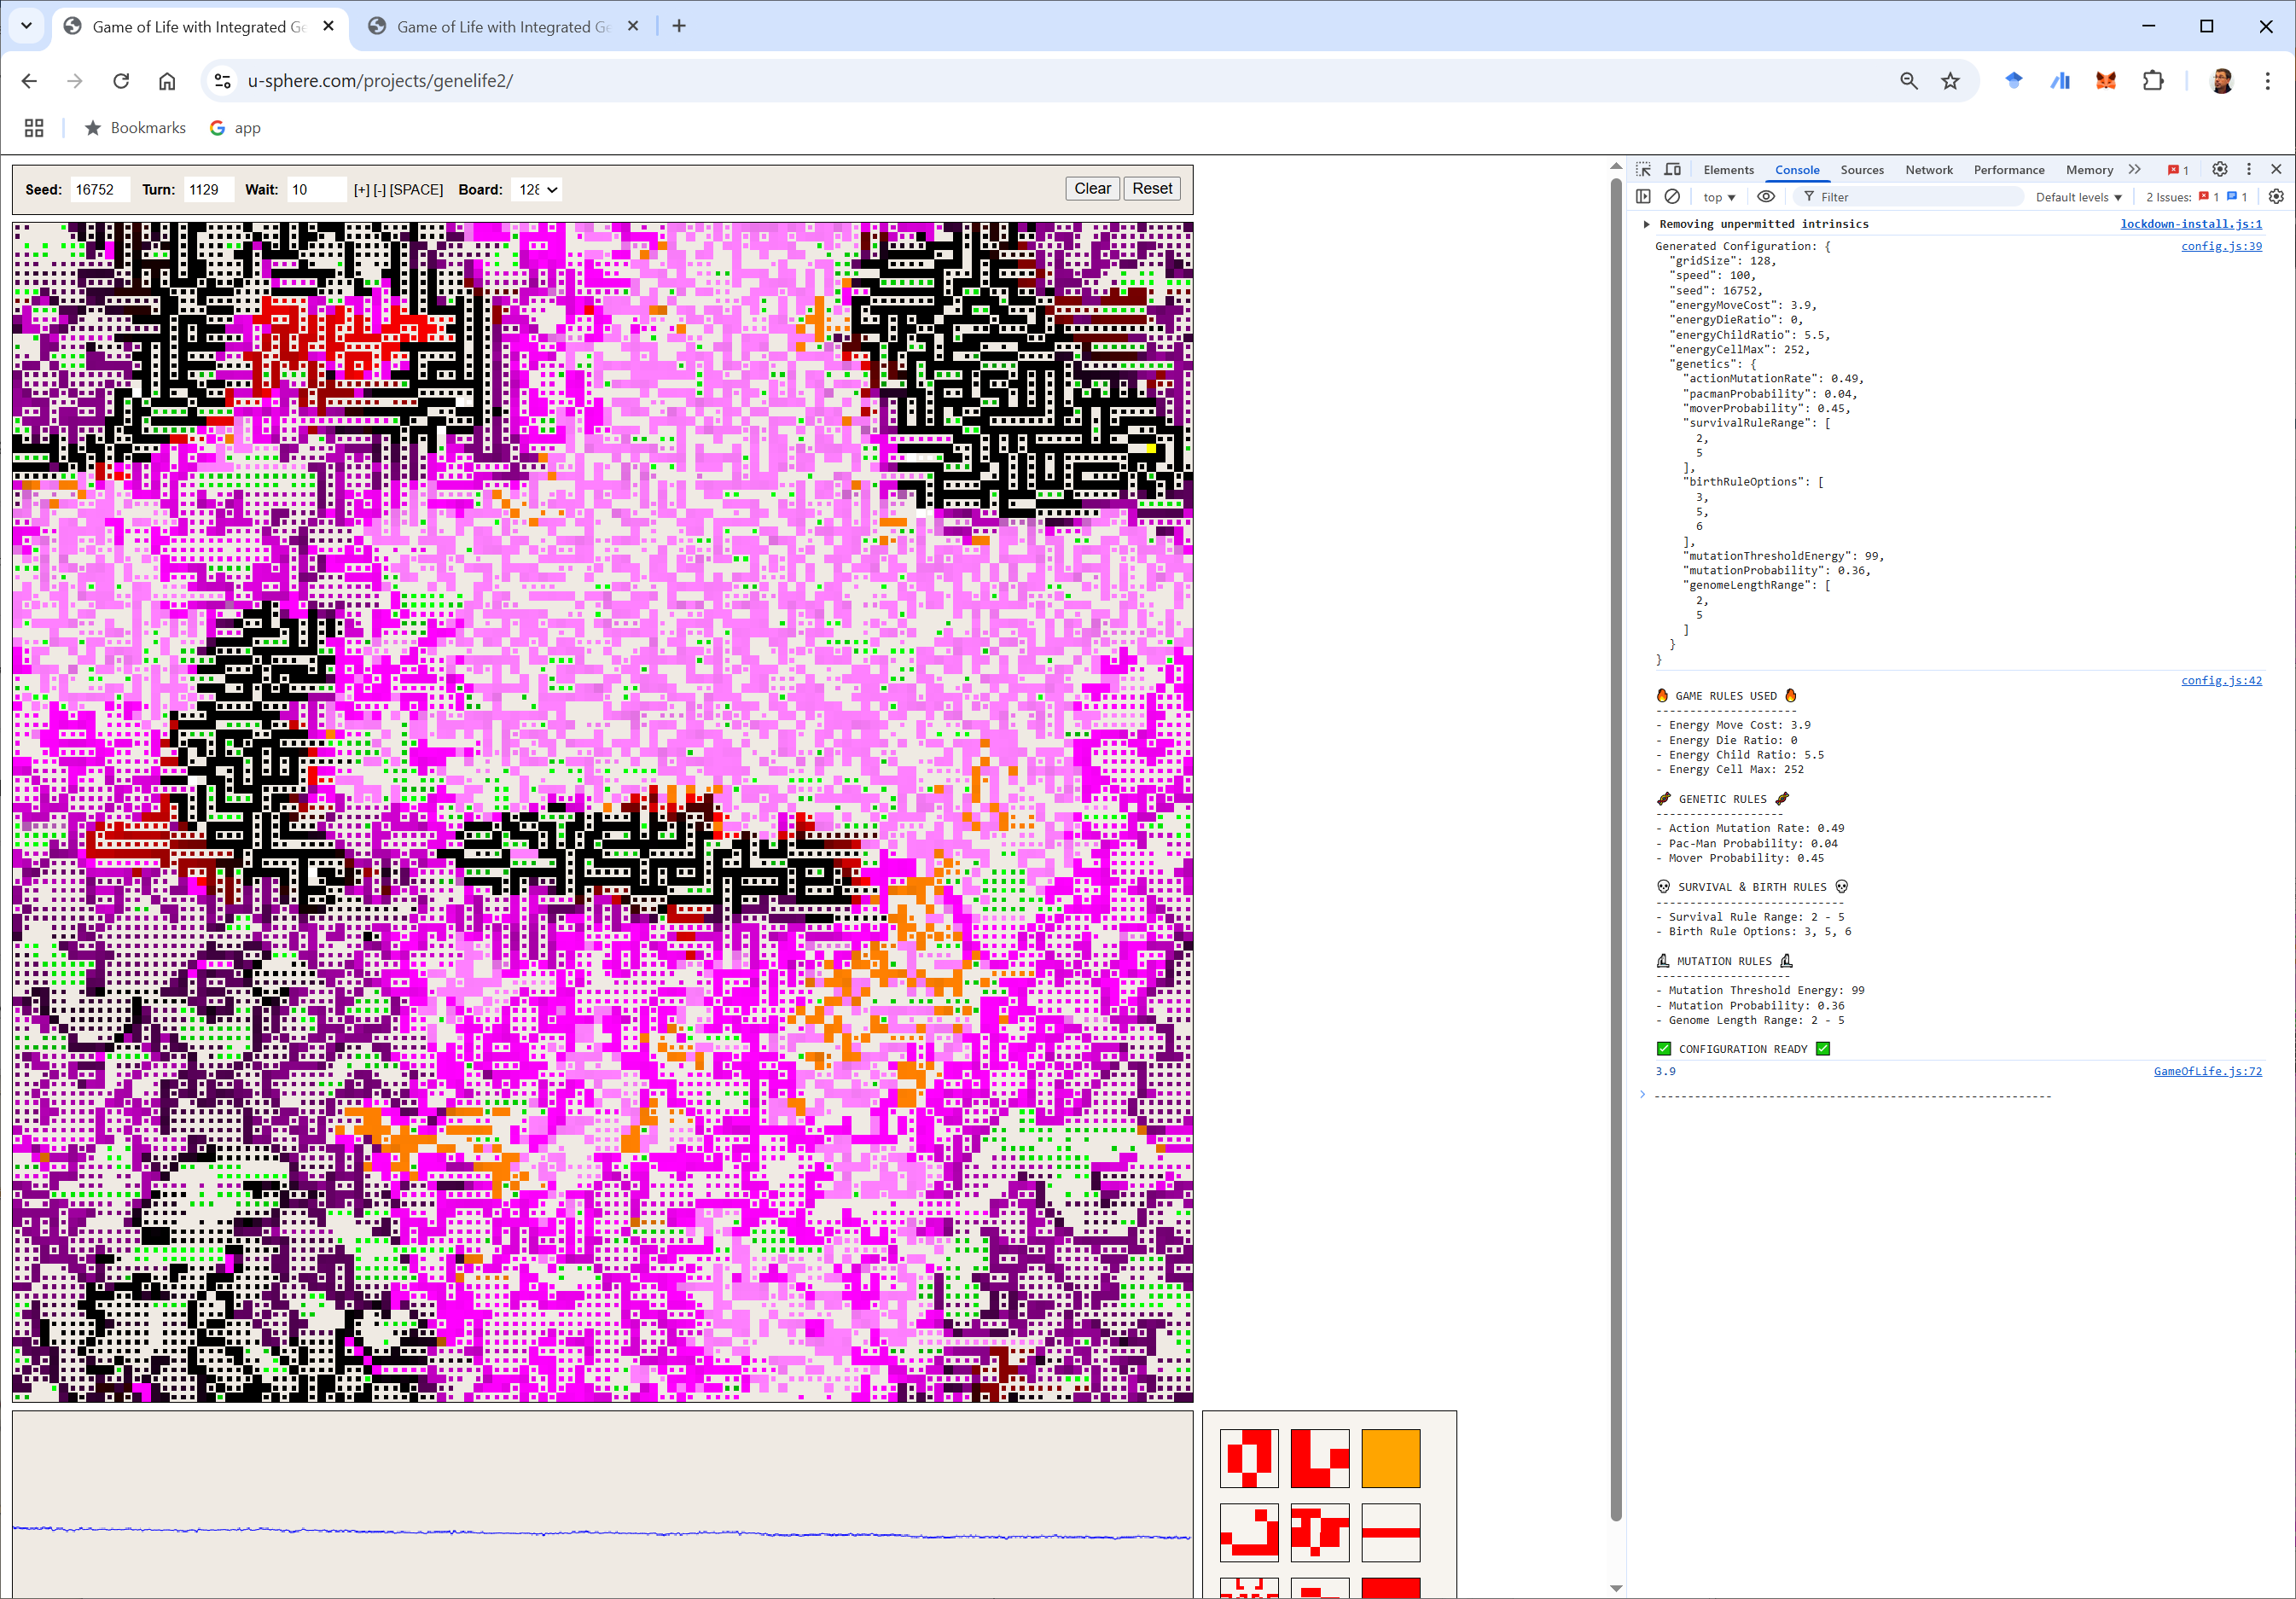 Game of Life with Integrated Ge
Game of Life with Integrated Ge
u-sphere.com/projects/genelife2/
Bookmarks
app
Seed: 16752 Turn: 1129 Wait: 10 [+] [-] [SPACE] Board: 128 Clear Reset
Elements Console Sources Network Performance Memory 1
top Filter Default levels 2 Issues: 1 1
Removing unpermitted intrinsics lockdown-install.js:1
Generated Configuration: { config.js:39
"gridSize": 128,
"speed": 100,
"seed": 16752,
"energyMoveCost": 3.9,
"energyDieRatio": 0,
"energyChildRatio": 5.5,
"energyCellMax": 252,
"genetics": {
"actionMutationRate": 0.49,
"pacmanProbability": 0.04,
"moverProbability": 0.45,
"survivalRuleRange": [
2,
5
],
"birthRuleOptions": [
3,
5,
6
],
"mutationThresholdEnergy": 99,
"mutationProbability": 0.36,
"genomeLengthRange": [
2,
5
]
}
}
config.js:42
🔥 GAME RULES USED 🔥
--------------------
- Energy Move Cost: 3.9
- Energy Die Ratio: 0
- Energy Child Ratio: 5.5
- Energy Cell Max: 252
GENETIC RULES
------------------
- Action Mutation Rate: 0.49
- Pac-Man Probability: 0.04
- Mover Probability: 0.45
💀 SURVIVAL & BIRTH RULES 💀
---------------------------
- Survival Rule Range: 2 - 5
- Birth Rule Options: 3, 5, 6
MUTATION RULES
-------------------
- Mutation Threshold Energy: 99
- Mutation Probability: 0.36
- Genome Length Range: 2 - 5
✅ CONFIGURATION READY ✅
3.9 GameOfLife.js:72
> --------------------------------------------------------